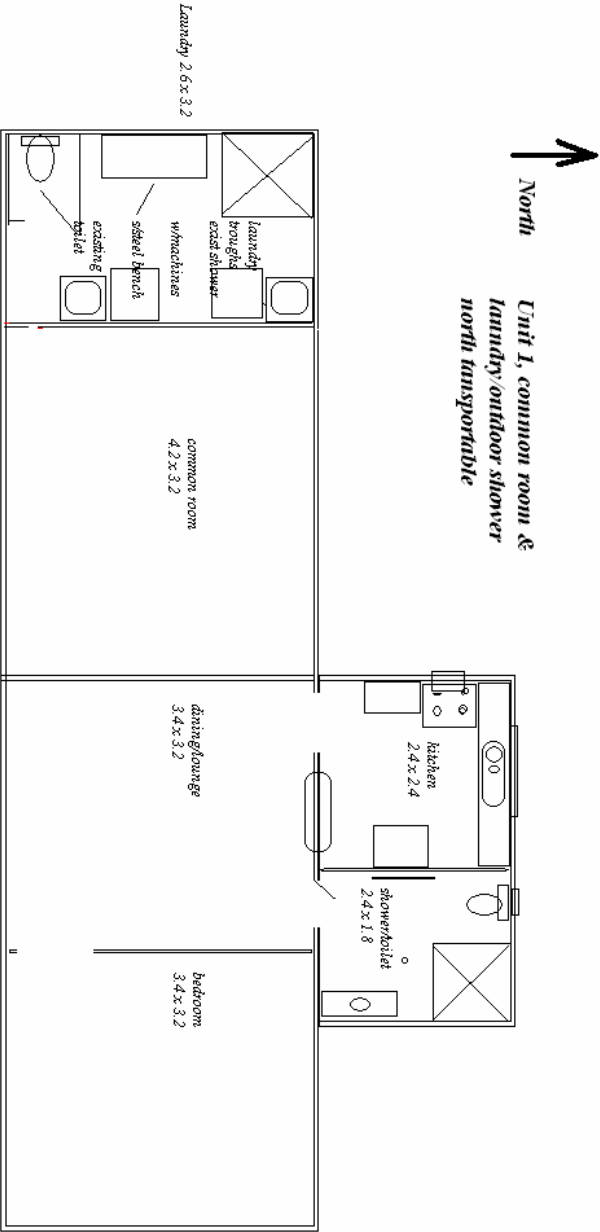 North
Unit 1, common room &
laundry/outdoor shower
north tansportable
Laundry 2.6 x 3.2
laundry
troughs
exist shower
w/machines
s/steel bench
existing
toilet
common room
4.2 x 3.2
kitchen
2.4 x 2.4
dining/lounge
3.4 x 3.2
shower/toilet
2.4 x 1.8
bedroom
3.4 x 3.2